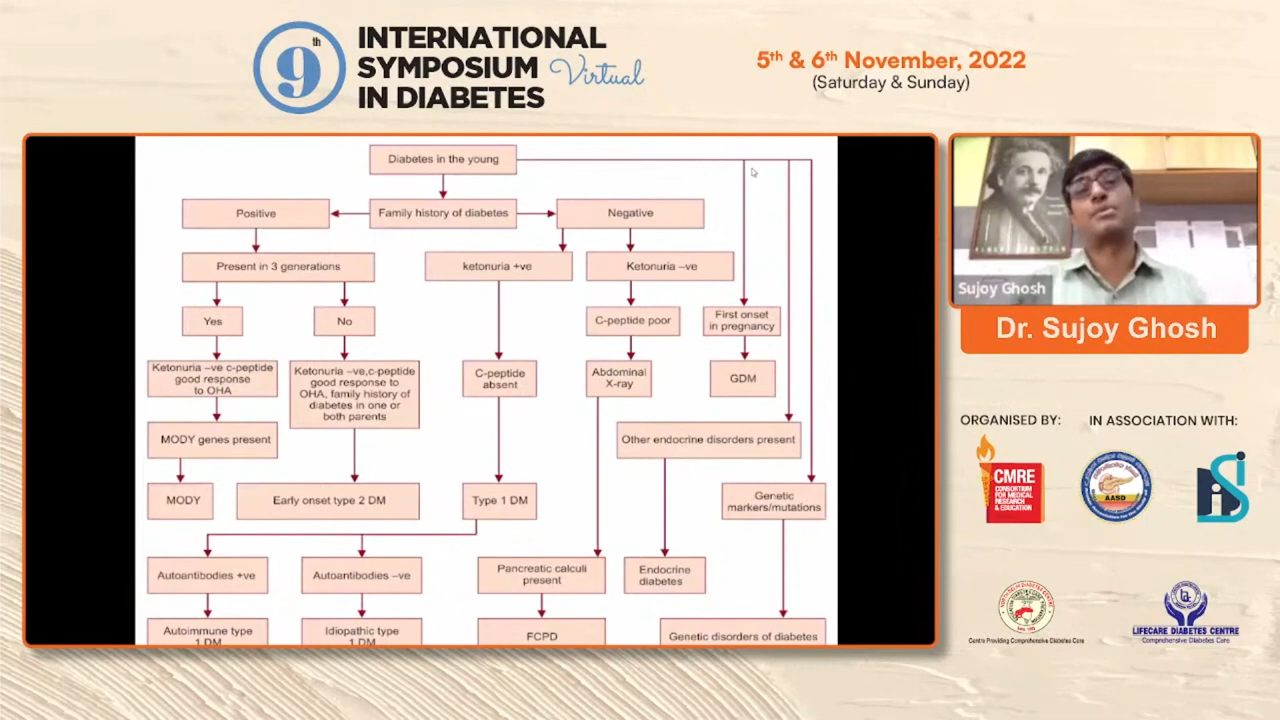 9th
INTERNATIONAL
SYMPOSIUM Virtual
IN DIABETES
5th & 6th November, 2022
(Saturday & Sunday)
Diabetes in the young
Positive
Family history of diabetes
Negative
Present in 3 generations
ketonuria +ve
Ketonuria –ve
Yes
No
C-peptide poor
First onset
in pregnancy
Ketonuria –ve c-peptide
good response
to OHA
Ketonuria –ve,c-peptide
good response to
OHA, family history of
diabetes in one or
both parents
C-peptide
absent
Abdominal
X-ray
GDM
MODY genes present
Other endocrine disorders present
MODY
Early onset type 2 DM
Type 1 DM
Genetic
markers/mutations
Autoantibodies +ve
Autoantibodies –ve
Pancreatic calculi
present
Endocrine
diabetes
Autoimmune type
1 DM
Idiopathic type
1 DM
FCPD
Genetic disorders of diabetes
ALBERT EINSTEIN
Sujoy Ghosh
Dr. Sujoy Ghosh
ORGANISED BY:
IN ASSOCIATION WITH:
CMRE
CONSORTIUM
FOR MEDICAL
RESEARCH
& EDUCATION
AASD
Centre Providing Comprehensive Diabetes Care
LIFECARE DIABETES CENTRE
Comprehensive Diabetes Care